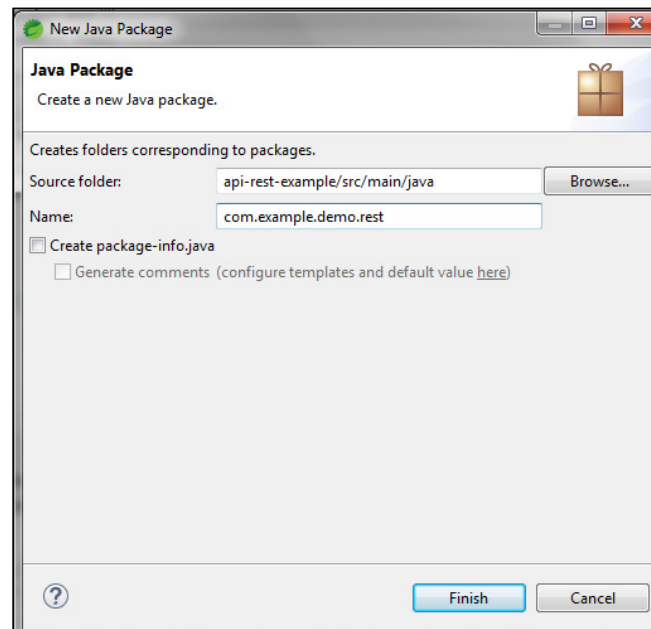 New Java Package
Java Package
Create a new Java package.
Creates folders corresponding to packages.
Source folder: api-rest-example/src/main/java Browse...
Name: com.example.demo.rest
Create package-info.java
Generate comments (configure templates and default value here)
? Finish Cancel